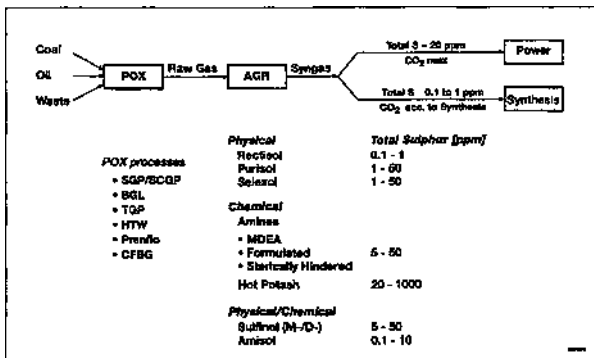 Coal
Oil
Waste
POX
Raw Gas
AGR
Syngas
Total S ~ 20 ppm
CO2 max
Power
Total S 0.1 to 1 ppm
CO2 acc. to Synthesis
Synthesis
POX processes
• SGP/SCGP
• BGL
• TGP
• HTW
• Prenflo
• CFBG
Physical Total Sulphur [ppm]
Rectisol 0.1 - 1
Purisol 1 - 50
Selexol 1 - 50
Chemical
Amines
• MDEA
• Formulated 5 - 50
• Sterically Hindered
Hot Potash 20 - 1000
Physical/Chemical
Sulfinol (M-/D-) 5 - 50
Amisol 0.1 - 10